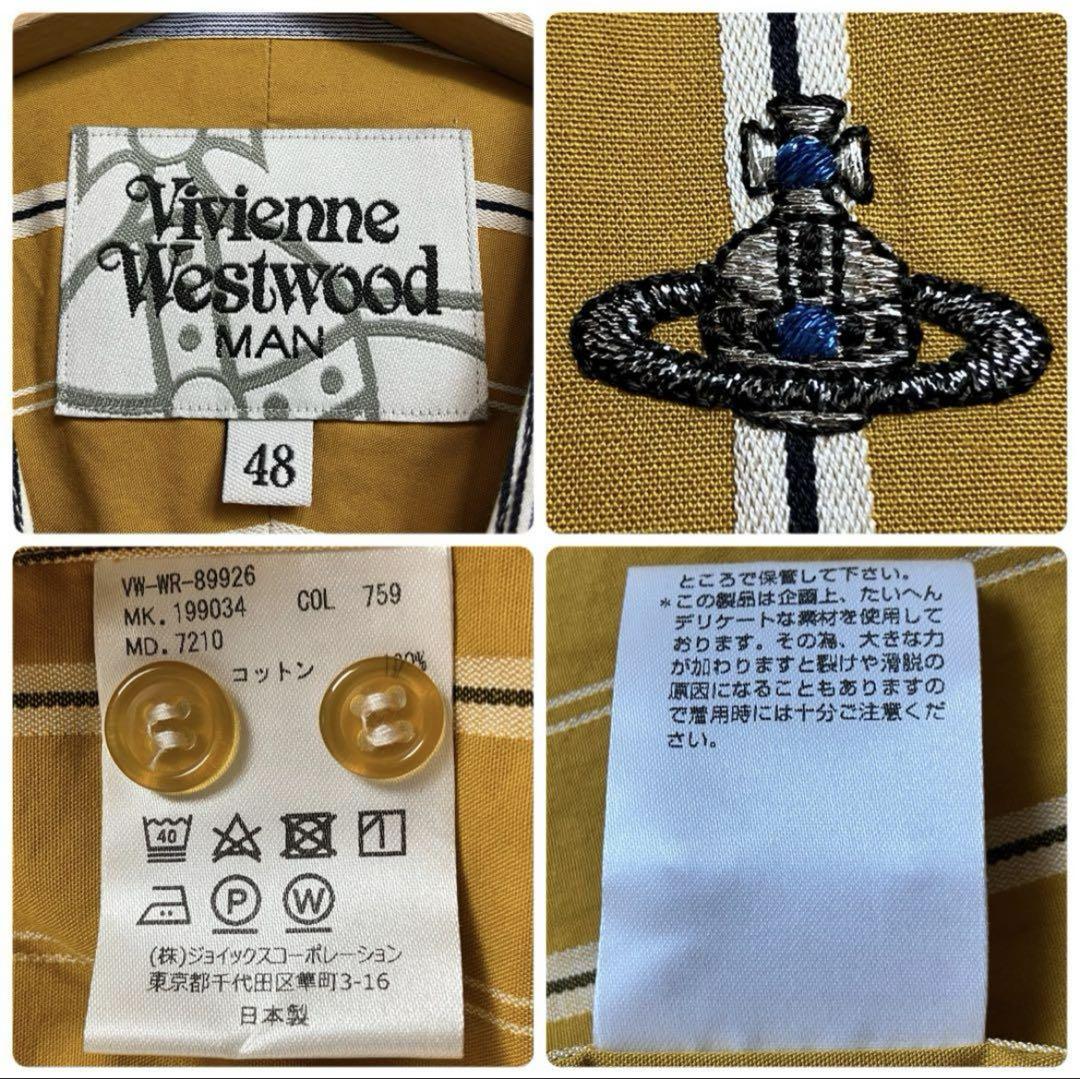 Vivienne
Westwood
MAN
48
VW-WR-89926
MK. 199034 COL 759
MD. 7210
コットン 100%
40
P W
(株)ジョイックスコーポレーション
東京都千代田区麴町3-16
日本製
ところで保管して下さい。
*この製品は企画上、たいへん
デリケートな素材を使用して
おります。その為、大きな力
が加わりますと裂けや滑脱の
原因になることもありますの
で着用時には十分ご注意くだ
さい。